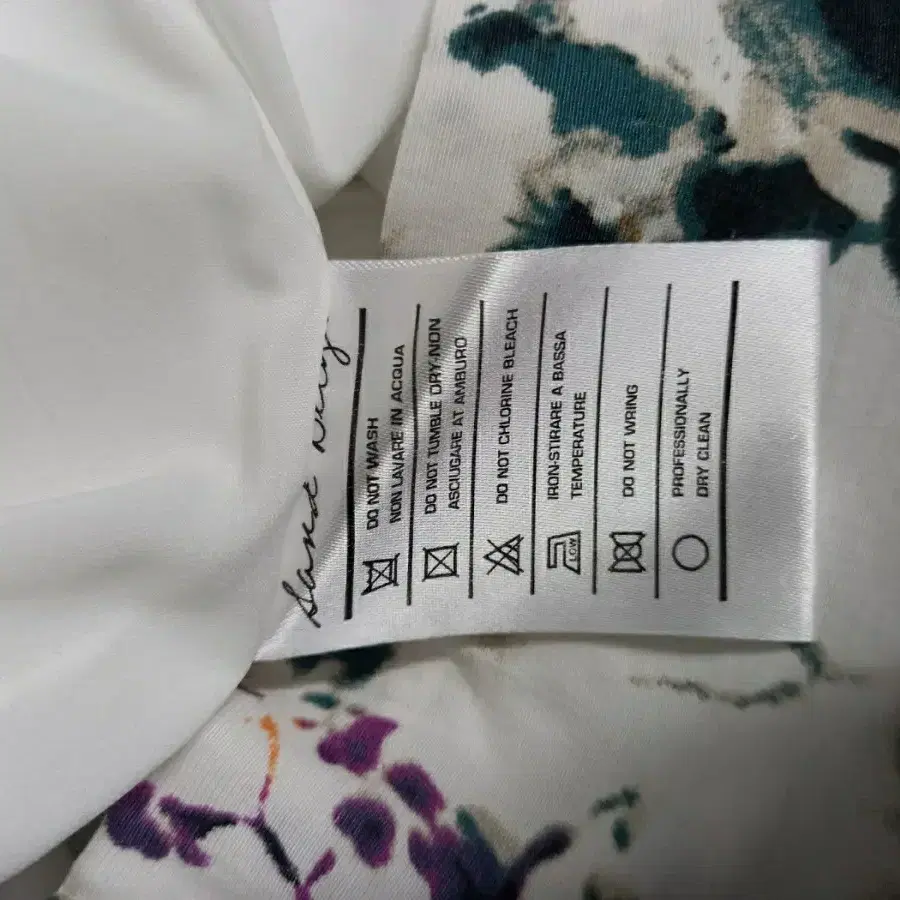 DO NOT WASH
NON LAVARE IN ACQUA
DO NOT TUMBLE DRY-NON
ASCIUGARE AT AMBURO
DO NOT CHLORINE BLEACH
LOW
IRON-STIRARE A BASSA
TEMPERATURE
DO NOT WRING
PROFESSIONALLY
DRY CLEAN